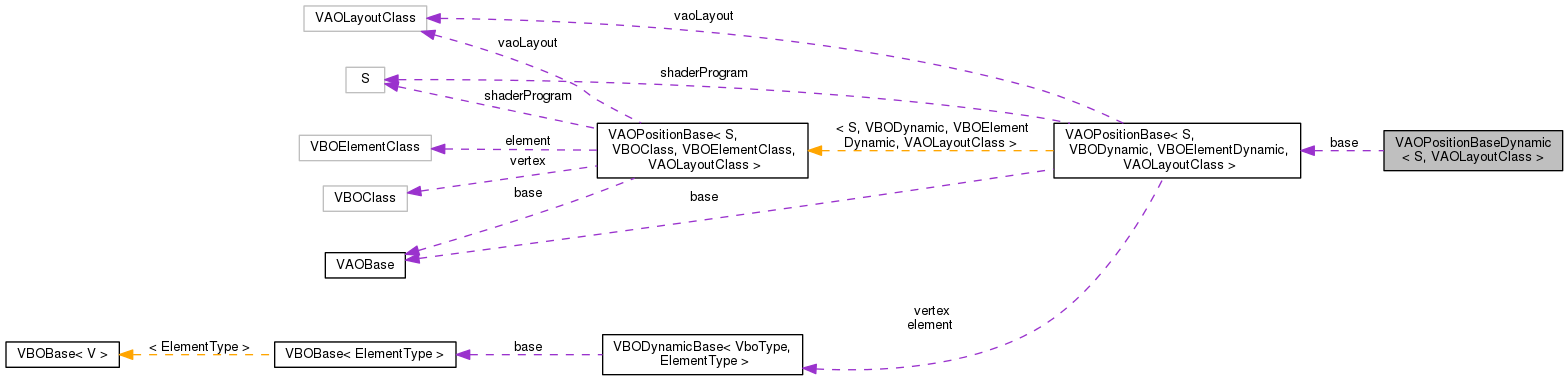 VAOLayoutClass
vaoLayout
vaoLayout
S
shaderProgram
shaderProgram
VAOPositionBase< S,
VBOClass, VBOElementClass,
VAOLayoutClass >
< S, VBODynamic, VBOElement
Dynamic, VAOLayoutClass >
VAOPositionBase< S,
VBODynamic, VBOElementDynamic,
VAOLayoutClass >
base
VAOPositionBaseDynamic
< S, VAOLayoutClass >
VBOElementClass
element
vertex
VBOClass
base
base
VAOBase
vertex
element
VBOBase< V >
< ElementType >
VBOBase< ElementType >
base
VBODynamicBase< VboType,
ElementType >